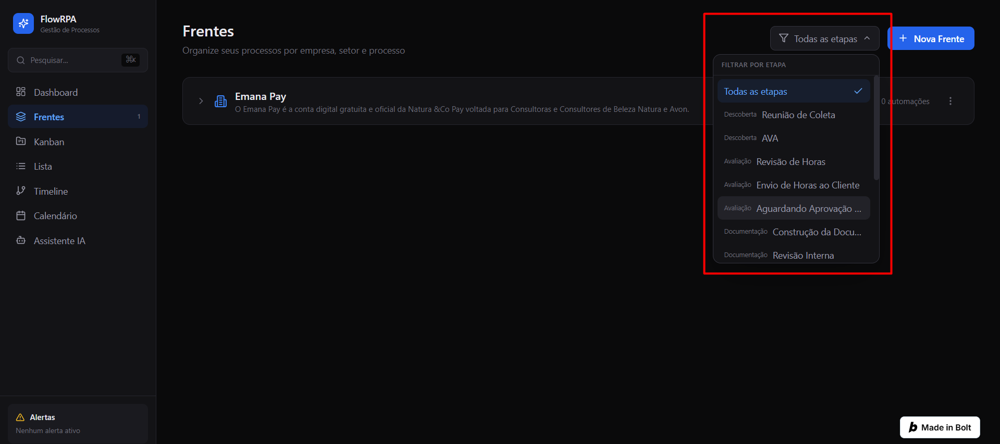 FlowRPA
Gestão de Processos
Pesquisar...
⌘K
Dashboard
Frentes 1
Kanban
Lista
Timeline
Calendário
Assistente IA
Alertas
Nenhum alerta ativo
Frentes
Organize seus processos por empresa, setor e processo
Todas as etapas
Nova Frente
Emana Pay
O Emana Pay é a conta digital gratuita e oficial da Natura &Co Pay voltada para Consultoras e Consultores de Beleza Natura e Avon.
0 automações
FILTRAR POR ETAPA
Todas as etapas
Descoberta Reunião de Coleta
Descoberta AVA
Avaliação Revisão de Horas
Avaliação Envio de Horas ao Cliente
Avaliação Aguardando Aprovação ...
Documentação Construção da Docu...
Documentação Revisão Interna
b Made in Bolt